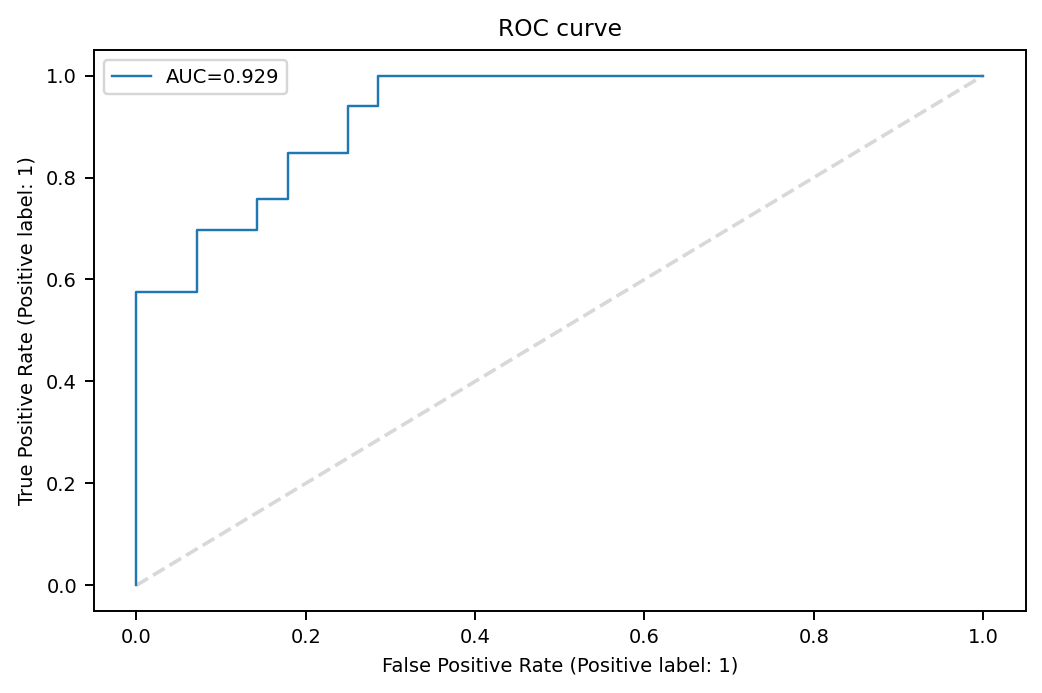 ROC curve
AUC=0.929
True Positive Rate (Positive label: 1)
1.0
0.8
0.6
0.4
0.2
0.0
0.0 0.2 0.4 0.6 0.8 1.0
False Positive Rate (Positive label: 1)